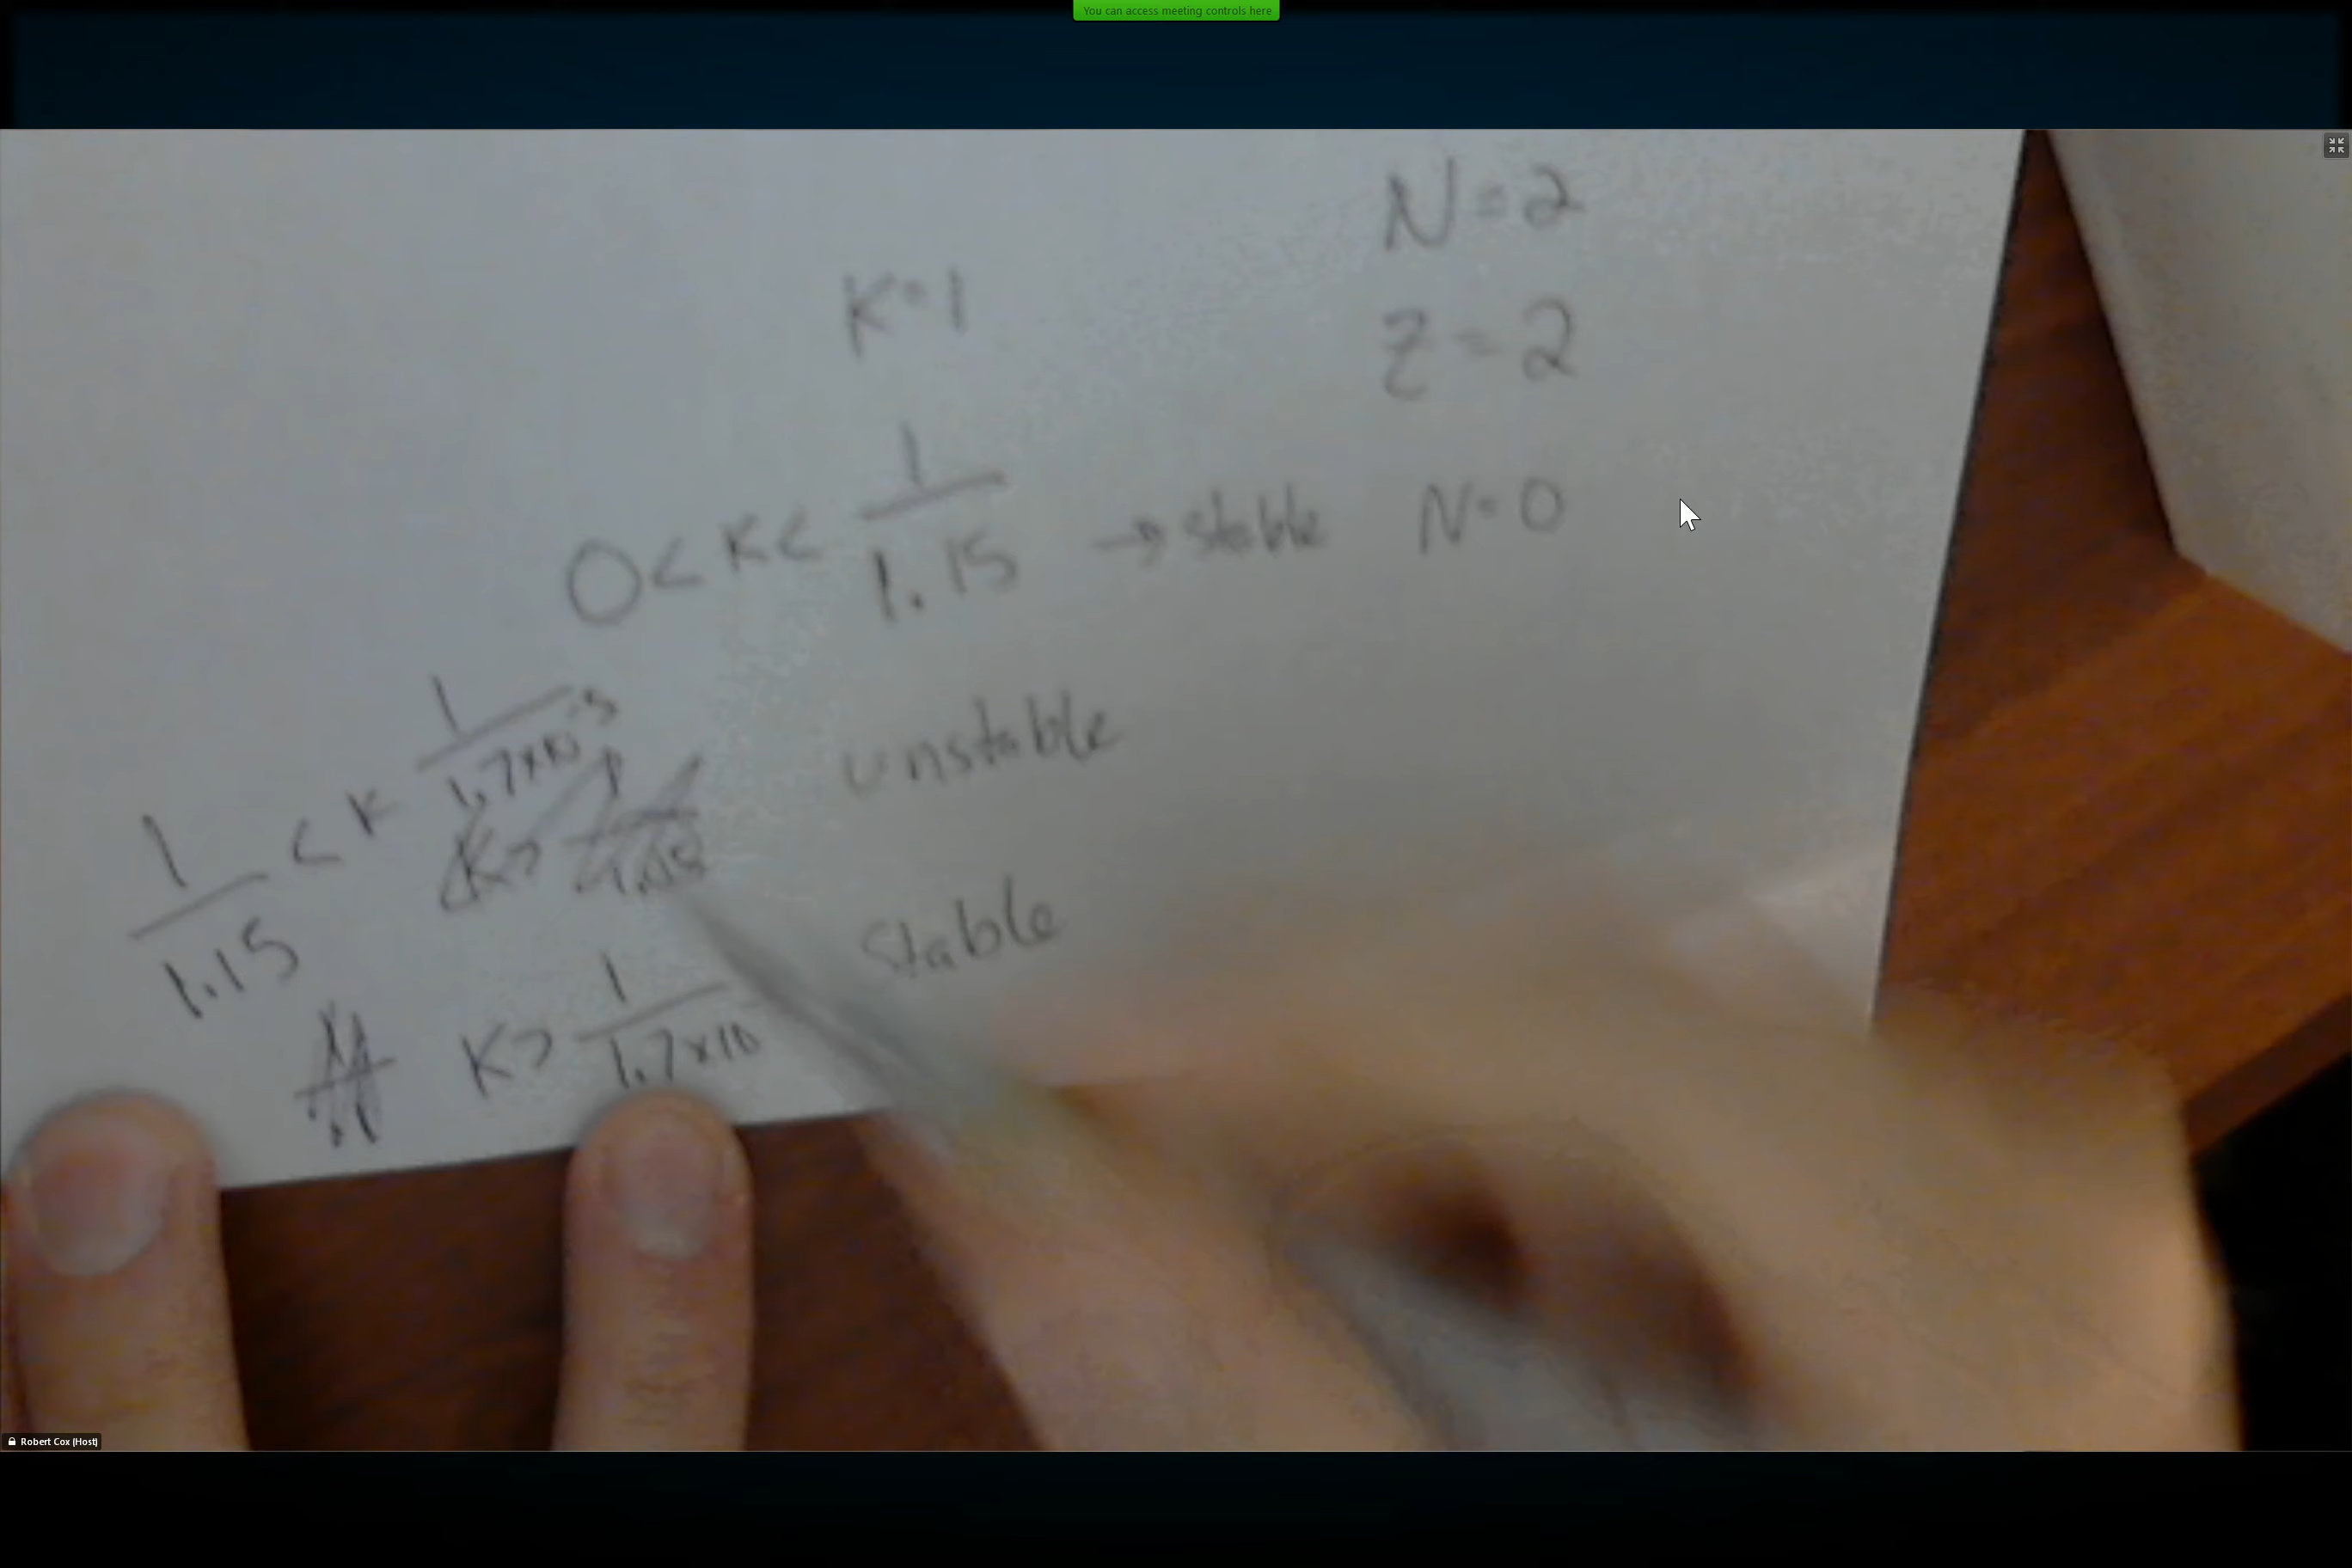 You can access meeting controls here
N=2
K=1
Z=2
0<K< 1/1.15 → stable N=0
1/1.15 < K 1/1.7x10^-5 unstable
K> 1/1.7x10 stable
Robert Cox (Host)